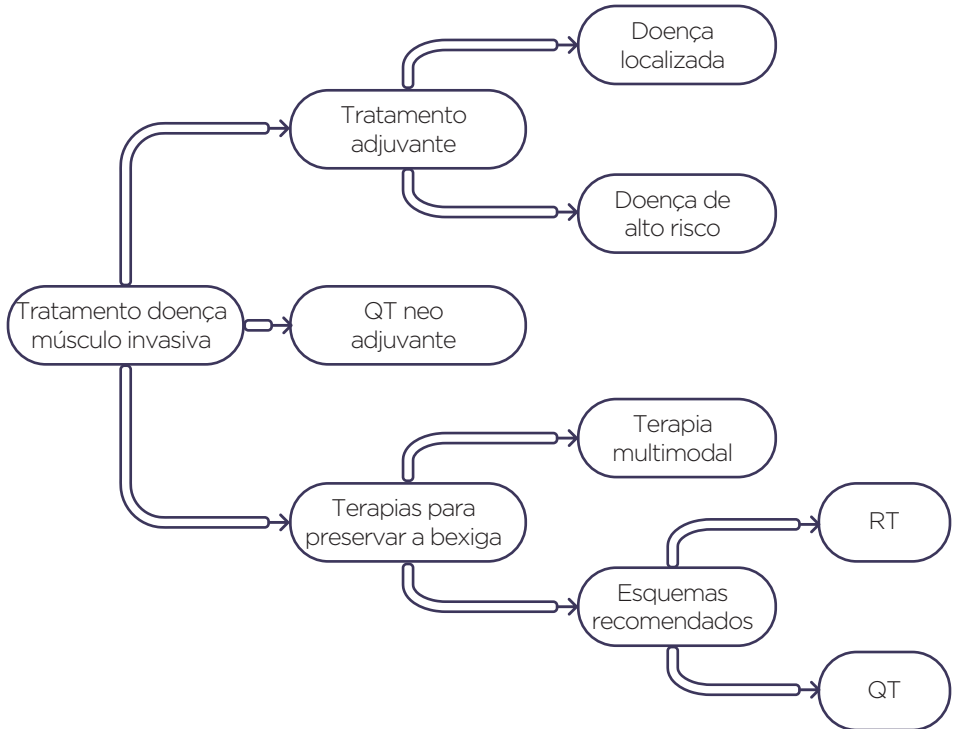 Doença
localizada
Tratamento
adjuvante
Doença de
alto risco
Tratamento doença
músculo invasiva
QT neo
adjuvante
Terapia
multimodal
Terapias para
preservar a bexiga
RT
Esquemas
recomendados
QT